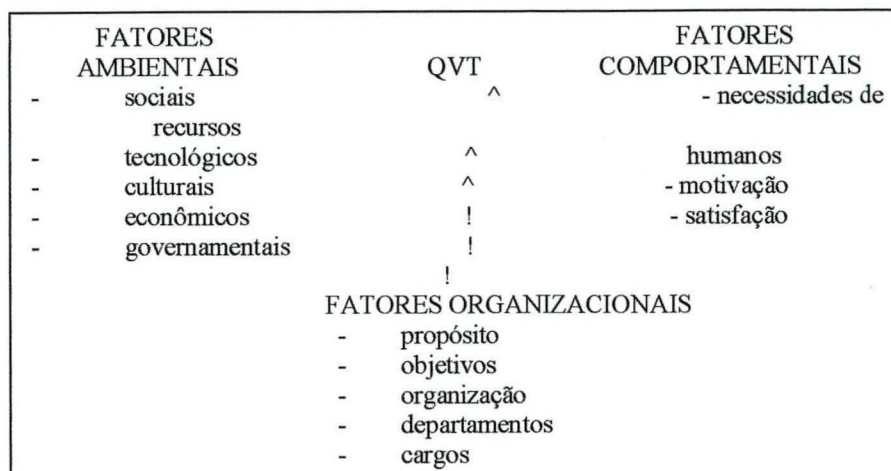 FATORES FATORES
AMBIENTAIS QVT COMPORTAMENTAIS
- sociais ^ - necessidades de
recursos
- tecnológicos ^ humanos
- culturais ^ - motivação
- econômicos ! - satisfação
- governamentais !
!
FATORES ORGANIZACIONAIS
- propósito
- objetivos
- organização
- departamentos
- cargos